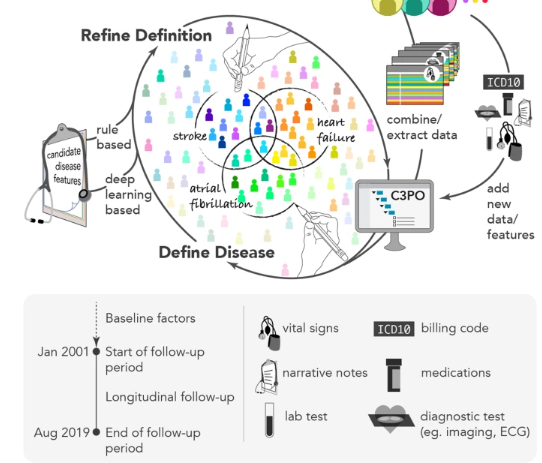 Refine Definition
ICD10
combine/
extract data
stroke
heart
failure
rule
based
candidate
disease
features
C3PO
deep
learning
based
atrial
fibrillation
add
new
data/
features
Define Disease
Baseline factors
Jan 2001
Start of follow-up
period
Longitudinal follow-up
Aug 2019
End of follow-up
period
vital signs
ICD10
billing code
narrative notes
medications
lab test
diagnostic test
(eg. imaging, ECG)